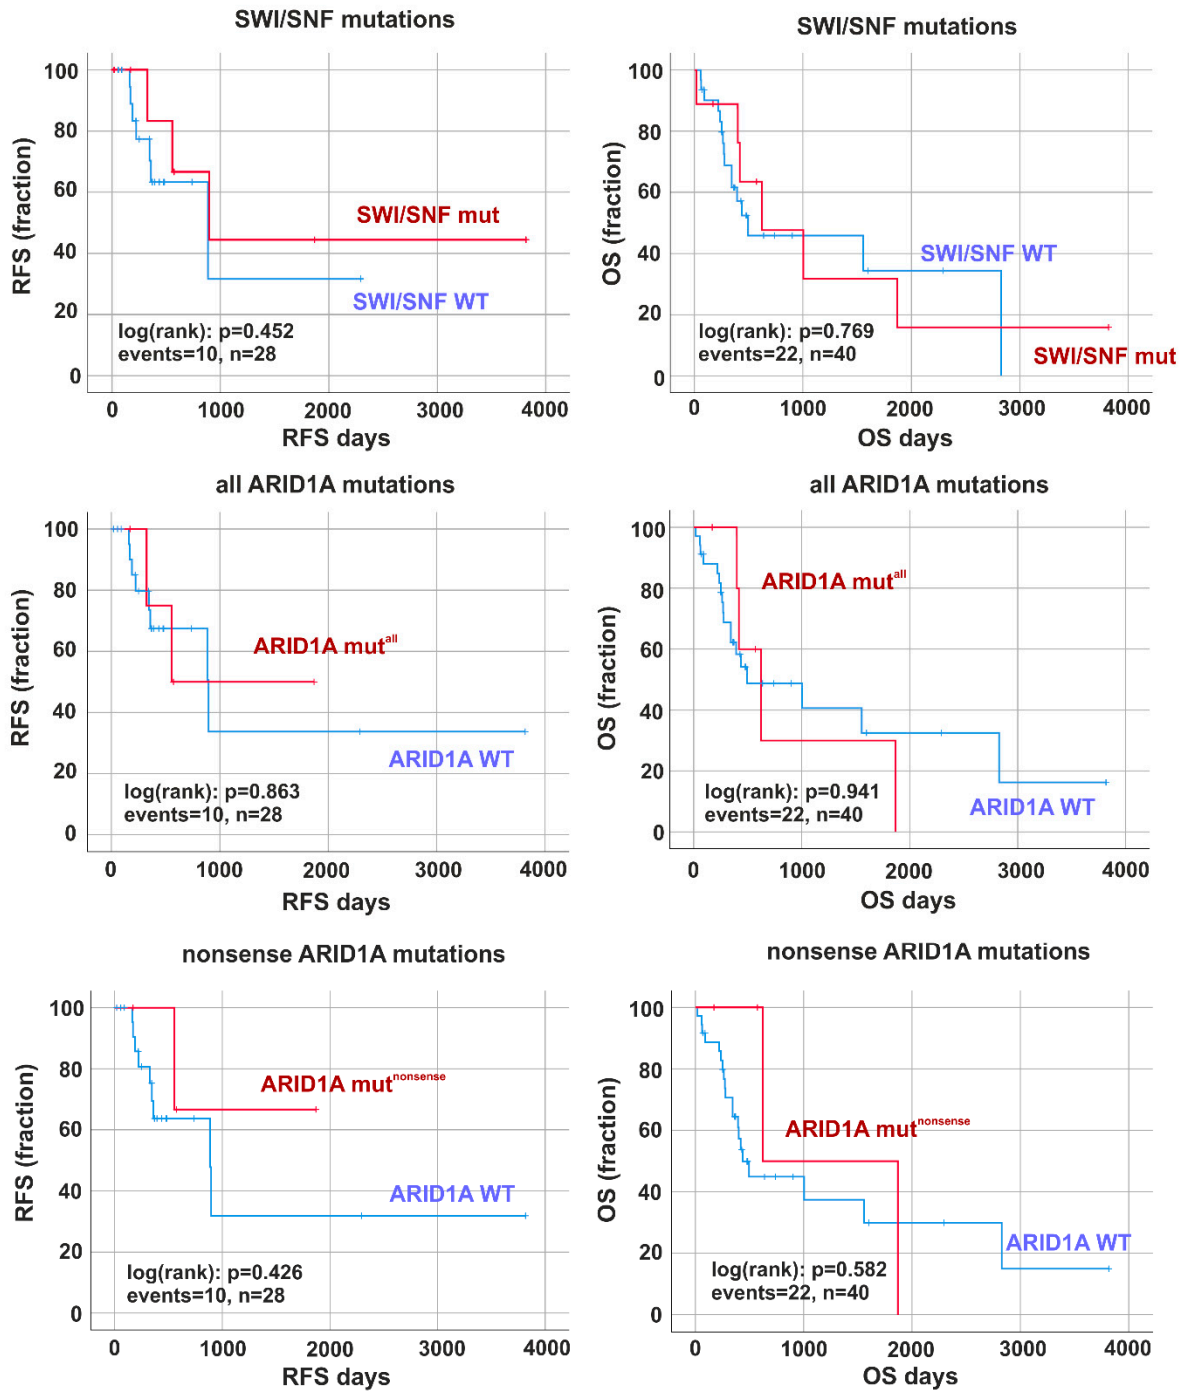 SWI/SNF mutations
RFS (fraction)
100
80
60
40
20
0
SWI/SNF mut
SWI/SNF WT
log(rank): p=0.452
events=10, n=28
0 1000 2000 3000 4000
RFS days
SWI/SNF mutations
OS (fraction)
100
80
60
40
20
0
SWI/SNF WT
log(rank): p=0.769
events=22, n=40
SWI/SNF mut
0 1000 2000 3000 4000
OS days
all ARID1A mutations
RFS (fraction)
100
80
60
40
20
0
ARID1A mut^all
ARID1A WT
log(rank): p=0.863
events=10, n=28
0 1000 2000 3000 4000
RFS days
all ARID1A mutations
OS (fraction)
100
80
60
40
20
0
ARID1A mut^all
log(rank): p=0.941
events=22, n=40
ARID1A WT
0 1000 2000 3000 4000
OS days
nonsense ARID1A mutations
RFS (fraction)
100
80
60
40
20
0
ARID1A mut^nonsense
ARID1A WT
log(rank): p=0.426
events=10, n=28
0 1000 2000 3000 4000
RFS days
nonsense ARID1A mutations
OS (fraction)
100
80
60
40
20
0
ARID1A mut^nonsense
ARID1A WT
log(rank): p=0.582
events=22, n=40
0 1000 2000 3000 4000
OS days